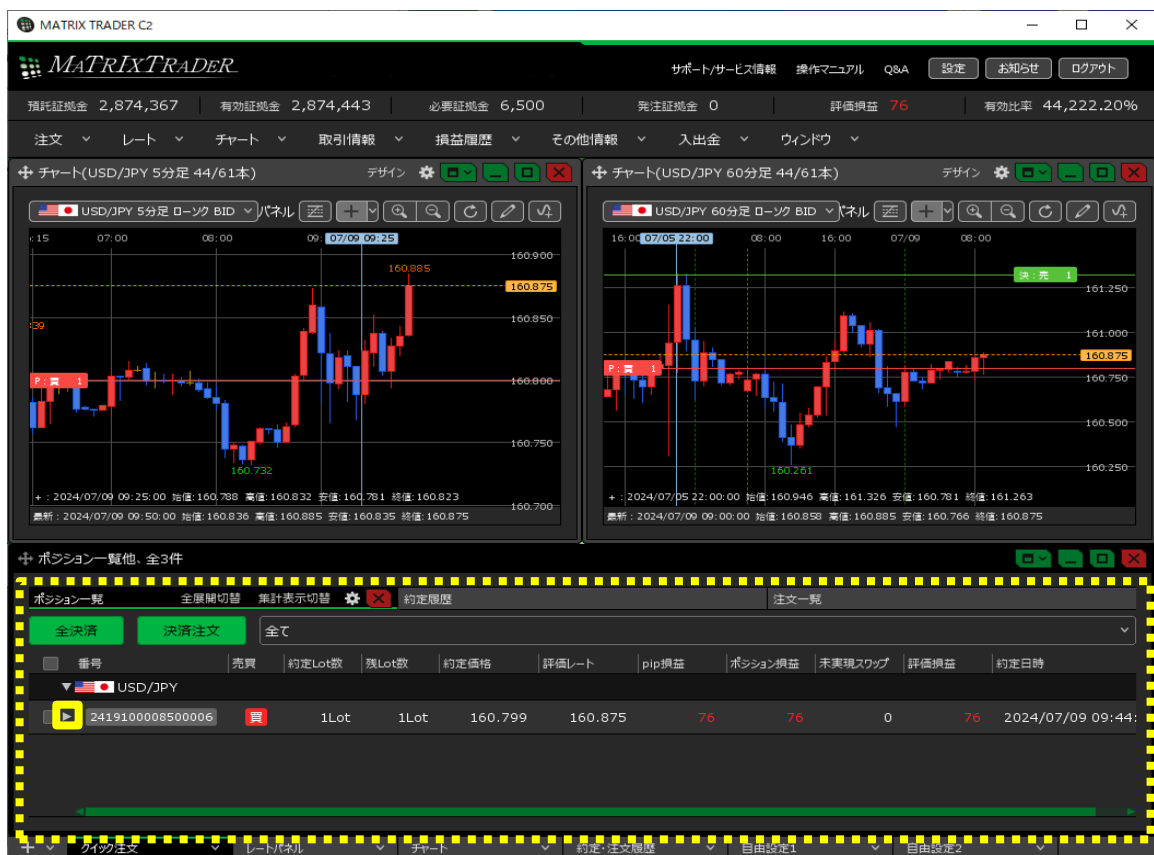 MATRIX TRADER C2
MATRIXTRADER サポート/サービス情報 操作マニュアル Q&A 設定 お知らせ ログアウト
預託証拠金 2,874,367 有効証拠金 2,874,443 必要証拠金 6,500 発注証拠金 0 評価損益 76 有効比率 44,222.20%
注文 レート チャート 取引情報 損益履歴 その他情報 入出金 ウィンドウ
チャート(USD/JPY 5分足 44/61本) デザイン
USD/JPY 5分足 ローソク BID パネル
:15 07:00 08:00 09: 07/09 09:25
160.900
160.885
160.875
160.850
39
P:買 1
160.800
160.750
160.732
160.700
+ : 2024/07/09 09:25:00 始値:160.788 高値:160.832 安値:160.781 終値:160.823
最新 : 2024/07/09 09:50:00 始値:160.836 高値:160.885 安値:160.835 終値:160.875
チャート(USD/JPY 60分足 44/61本) デザイン
USD/JPY 60分足 ローソク BID パネル
16:00 07/05 22:00 08:00 16:00 07/09 08:00
決:売 1
161.250
161.000
160.875
P:買 1
160.750
160.500
160.261
160.250
+ : 2024/07/05 22:00:00 始値:160.946 高値:161.326 安値:160.781 終値:161.263
最新 : 2024/07/09 09:00:00 始値:160.858 高値:160.885 安値:160.766 終値:160.875
ポジション一覧他、全3件
ポジション一覧 全展開切替 集計表示切替 約定履歴 注文一覧
全決済 決済注文 全て
番号 売買 約定Lot数 残Lot数 約定価格 評価レート pip損益 ポジション損益 未実現スワップ 評価損益 約定日時
USD/JPY
2419100008500006 買 1Lot 1Lot 160.799 160.875 76 76 0 76 2024/07/09 09:44:
クイック注文 レートパネル チャート 約定・注文履歴 自由設定1 自由設定2